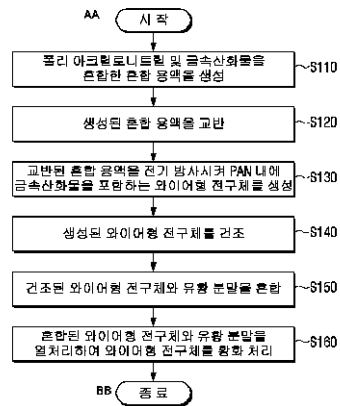 AA
시 작
폴리 아크릴로니트릴 및 금속산화물을
혼합한 혼합 용액을 생성
S110
생성된 혼합 용액을 교반
S120
교반된 혼합 용액을 전기 방사시켜 PAN 내에
금속산화물을 포함하는 와이어형 전구체를 생성
S130
생성된 와이어형 전구체를 건조
S140
건조된 와이어형 전구체와 유황 분말을 혼합
S150
혼합된 와이어형 전구체와 유황 분말을
열처리하여 와이어형 전구체를 황화 처리
S160
BB
종 료